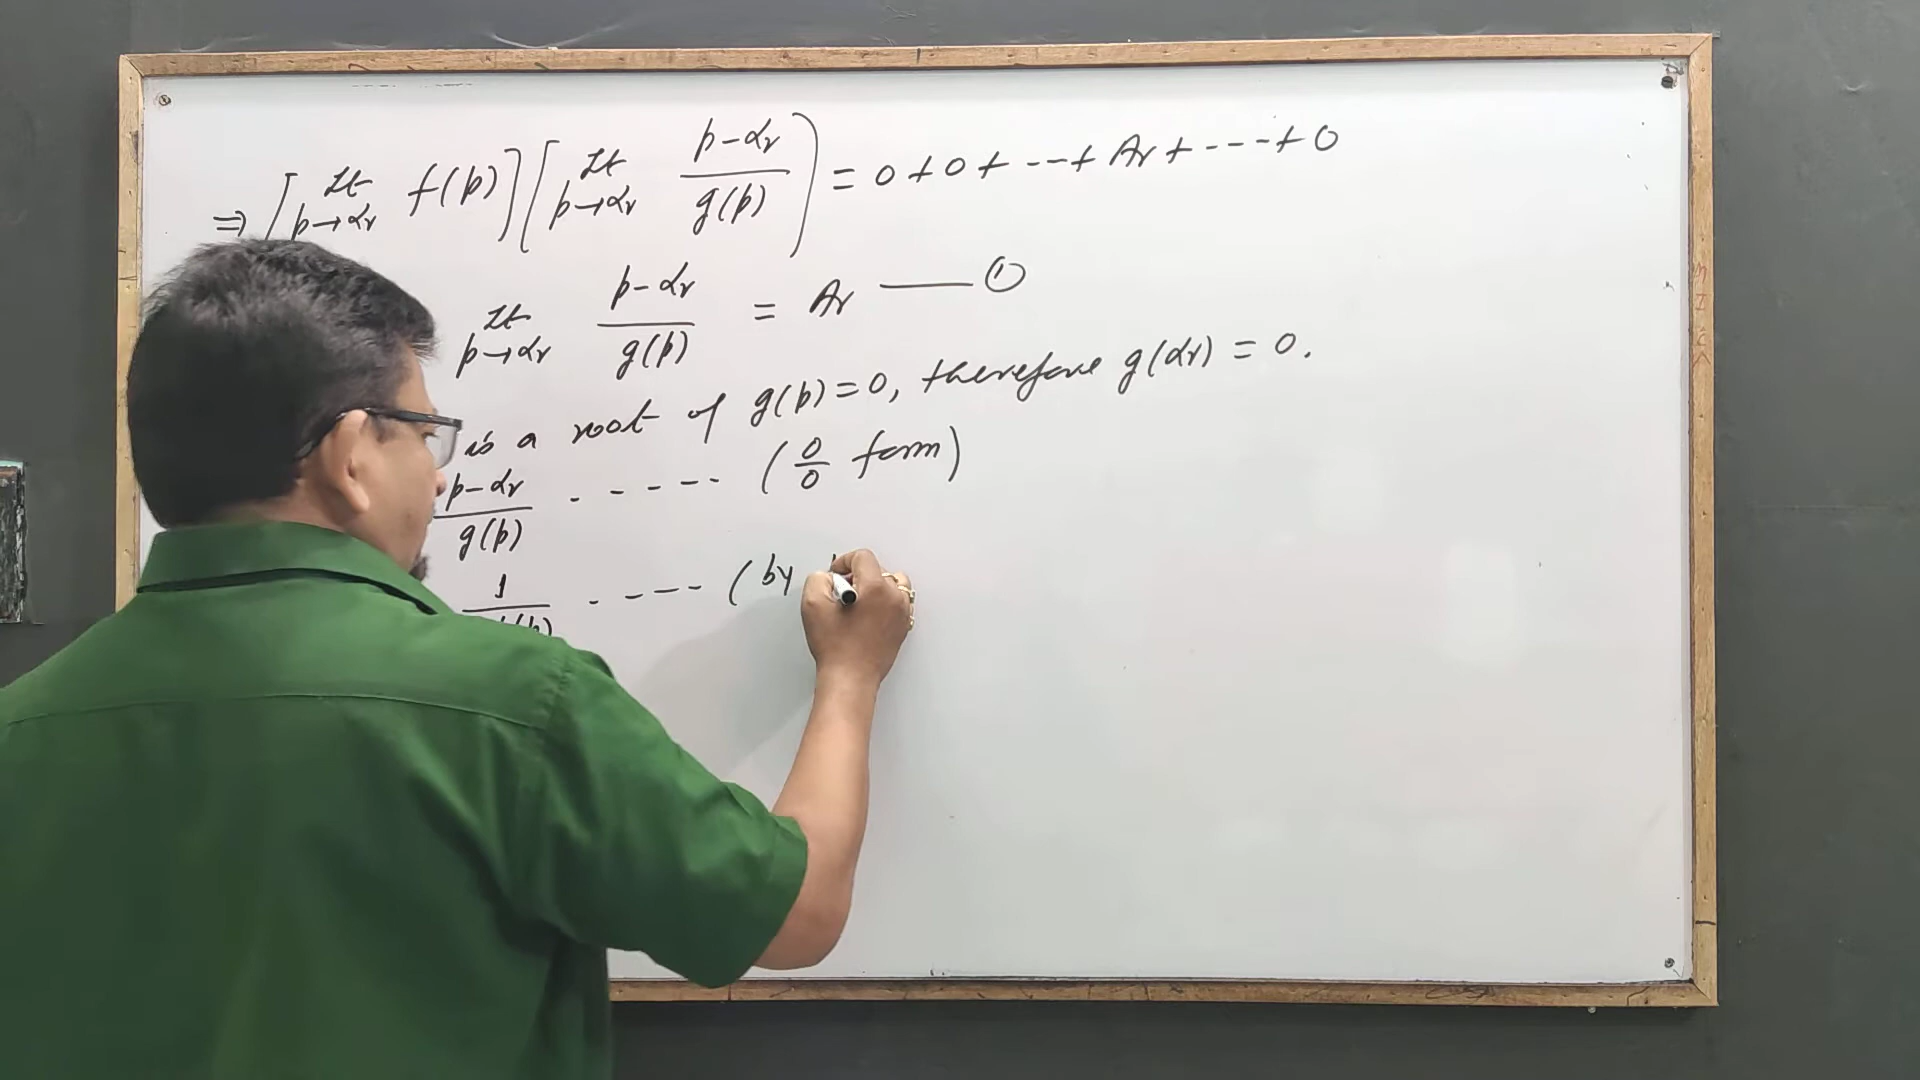 ⇒ [lt p→αr f(p)] [lt p→αr (p-αr)/g(p)] = 0 + 0 + --- + Ar + ---- + 0
lt p→αr (p-αr)/g(p) = Ar —— ①
is a root of g(p) = 0, therefore g(αr) = 0.
(p-αr)/g(p) - - - - - (0/0 form)
1 - - - - - (by